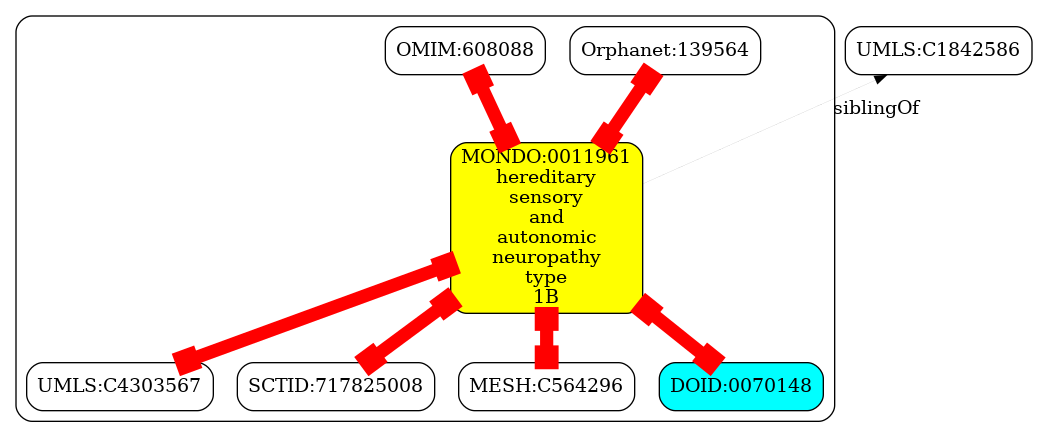 OMIM:608088
Orphanet:139564
UMLS:C1842586
siblingOf
MONDO:0011961
hereditary
sensory
and
autonomic
neuropathy
type
1B
UMLS:C4303567
SCTID:717825008
MESH:C564296
DOID:0070148